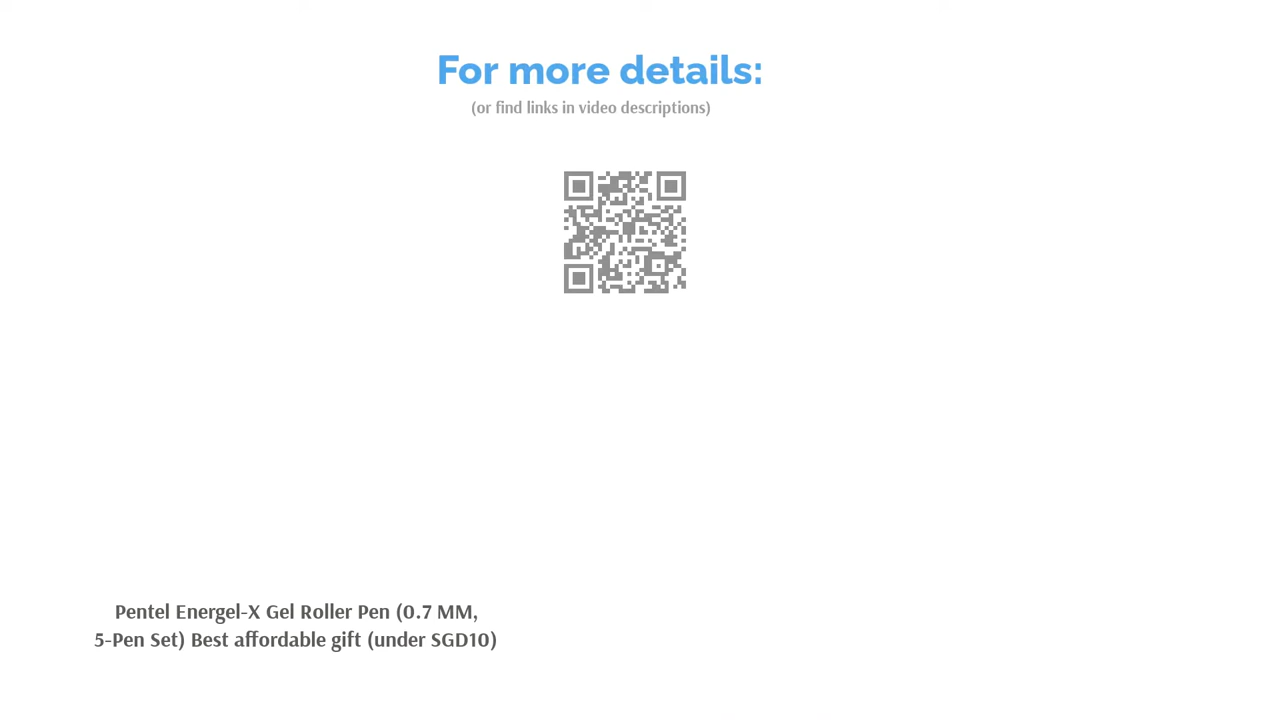 For more details:
(or find links in video descriptions)
Pentel Energel-X Gel Roller Pen (0.7 MM,
5-Pen Set) Best affordable gift (under SGD10)